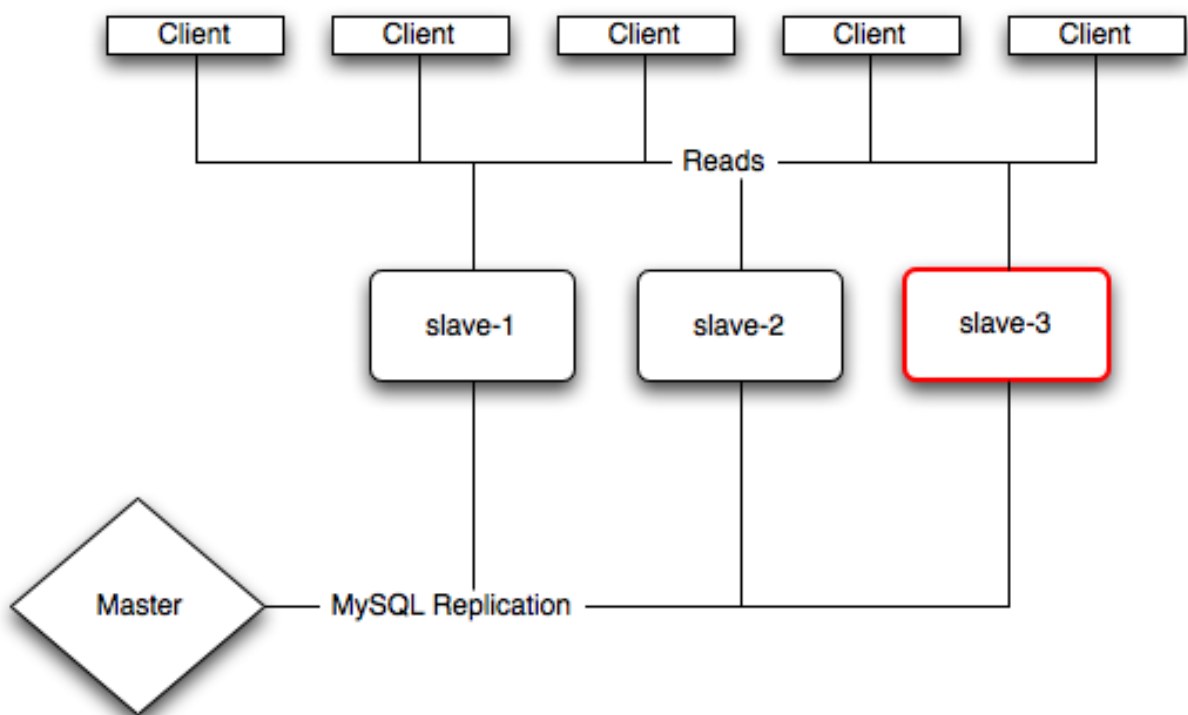 Client
Client
Client
Client
Client
Reads
slave-1
slave-2
slave-3
Master
MySQL Replication